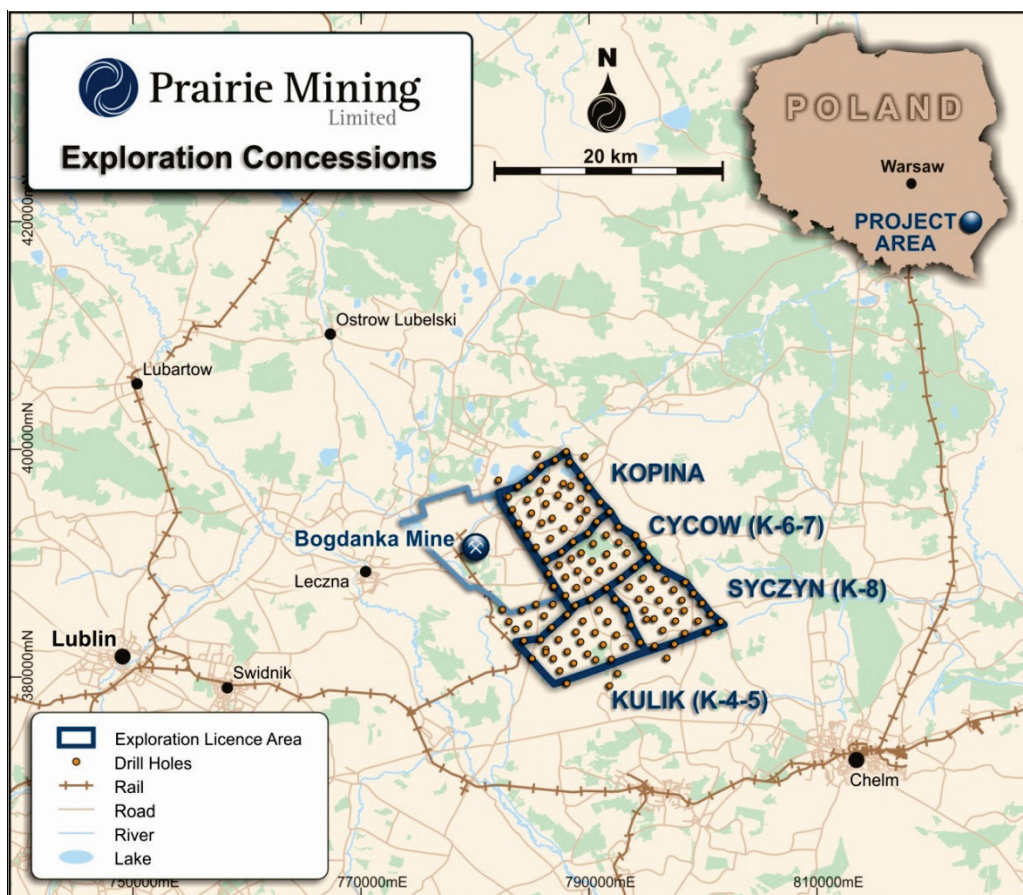 Prairie Mining
Limited
Exploration Concessions
N
20 km
POLAND
Warsaw
PROJECT
AREA
420000mN
Ostrow Lubelski
Lubartow
400000mN
KOPINA
CYCOW (K-6-7)
Bogdanka Mine
Leczna
SYCZYN (K-8)
Lublin
380000mN
Swidnik
KULIK (K-4-5)
Chelm
Exploration Licence Area
Drill Holes
Rail
Road
River
Lake
750000mE
770000mE
790000mE
810000mE